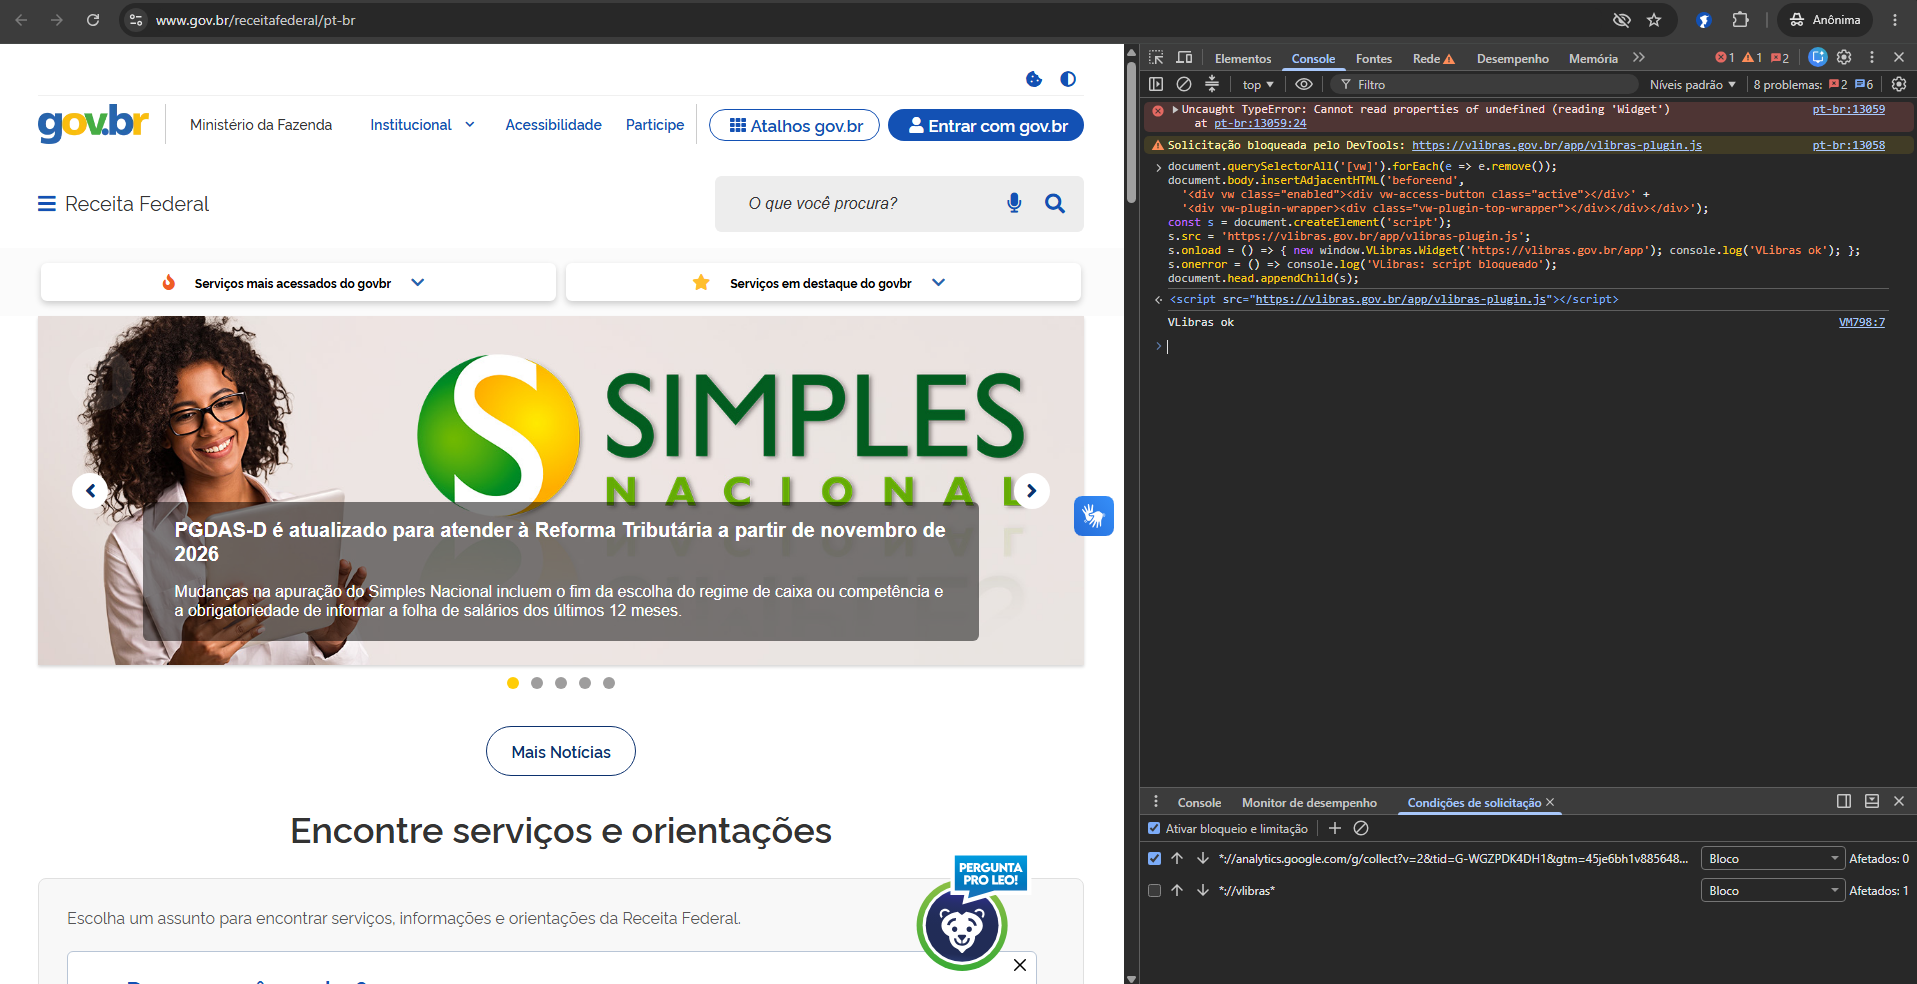 www.gov.br/receitafederal/pt-br
Anônima
gov.br
Ministério da Fazenda
Institucional
Acessibilidade
Participe
Atalhos gov.br
Entrar com gov.br
Receita Federal
O que você procura?
Serviços mais acessados do govbr
Serviços em destaque do govbr
SIMPLES
NACIONAL
PGDAS-D é atualizado para atender à Reforma Tributária a partir de novembro de
2026
Mudanças na apuração do Simples Nacional incluem o fim da escolha do regime de caixa ou competência e
a obrigatoriedade de informar a folha de salários dos últimos 12 meses.
Mais Notícias
Encontre serviços e orientações
PERGUNTA
PRO LEO!
Escolha um assunto para encontrar serviços, informações e orientações da Receita Federal.
Elementos
Console
Fontes
Rede
Desempenho
Memória
1
1
2
top
Filtro
Níveis padrão
8 problemas:
2
6
Uncaught TypeError: Cannot read properties of undefined (reading 'Widget')
pt-br:13059
at pt-br:13059:24
Solicitação bloqueada pelo DevTools: https://vlibras.gov.br/app/vlibras-plugin.js
pt-br:13058
document.querySelectorAll('[vw]').forEach(e => e.remove());
document.body.insertAdjacentHTML('beforeend',
'<div vw class="enabled"><div vw-access-button class="active"></div>' +
'<div vw-plugin-wrapper><div class="vw-plugin-top-wrapper"></div></div></div>');
const s = document.createElement('script');
s.src = 'https://vlibras.gov.br/app/vlibras-plugin.js';
s.onload = () => { new window.VLibras.Widget('https://vlibras.gov.br/app'); console.log('VLibras ok'); };
s.onerror = () => console.log('VLibras: script bloqueado');
document.head.appendChild(s);
<script src="https://vlibras.gov.br/app/vlibras-plugin.js"></script>
VLibras ok
VM798:7
Console
Monitor de desempenho
Condições de solicitação
Ativar bloqueio e limitação
*://analytics.google.com/g/collect?v=2&tid=G-WGZPDK4DH1&gtm=45je6bh1v885648...
Bloco
Afetados: 0
*://vlibras*
Bloco
Afetados: 1